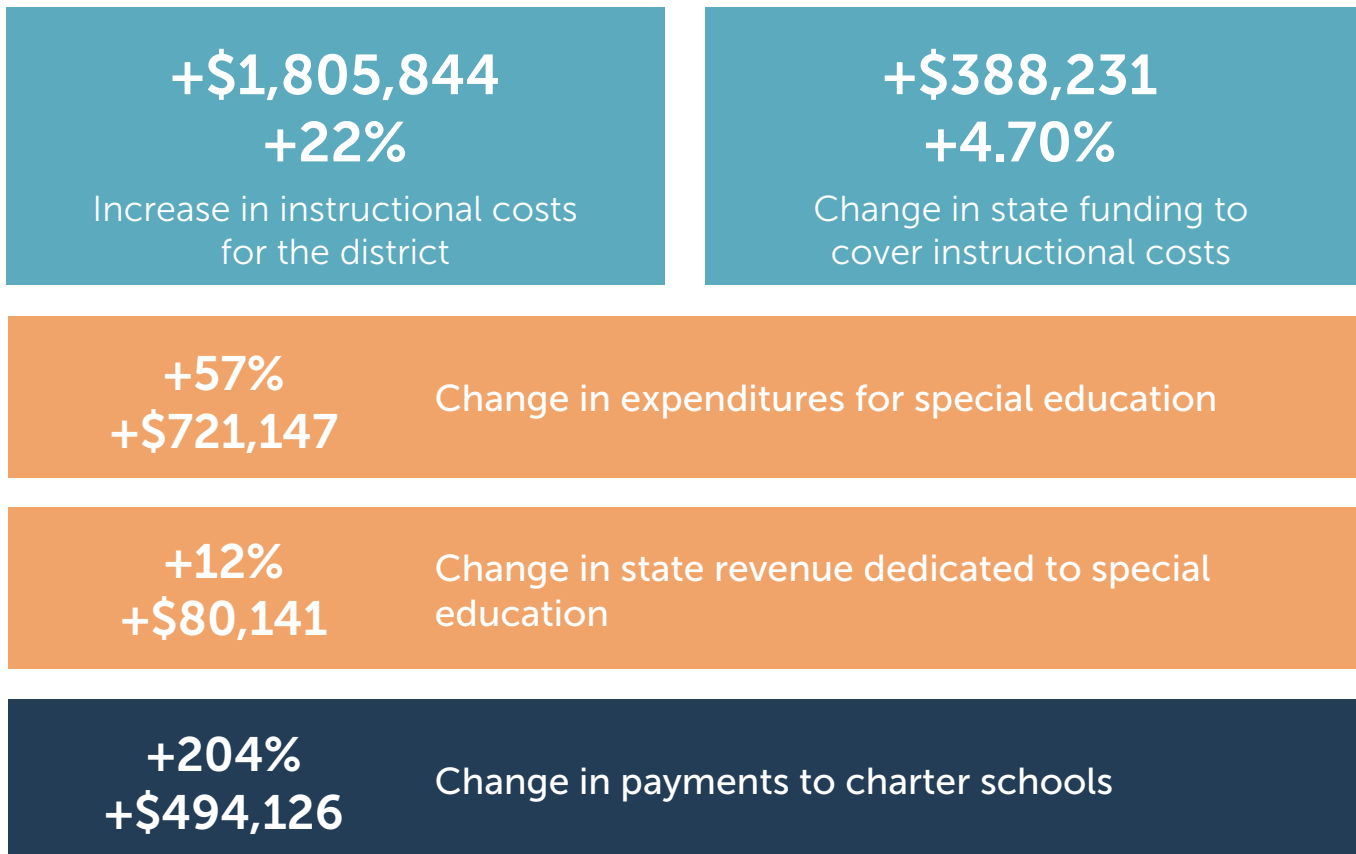 +$1,805,844
+22%
Increase in instructional costs
for the district
+$388,231
+4.70%
Change in state funding to
cover instructional costs
+57%
+$721,147
Change in expenditures for special education
+12%
+$80,141
Change in state revenue dedicated to special
education
+204%
+$494,126
Change in payments to charter schools